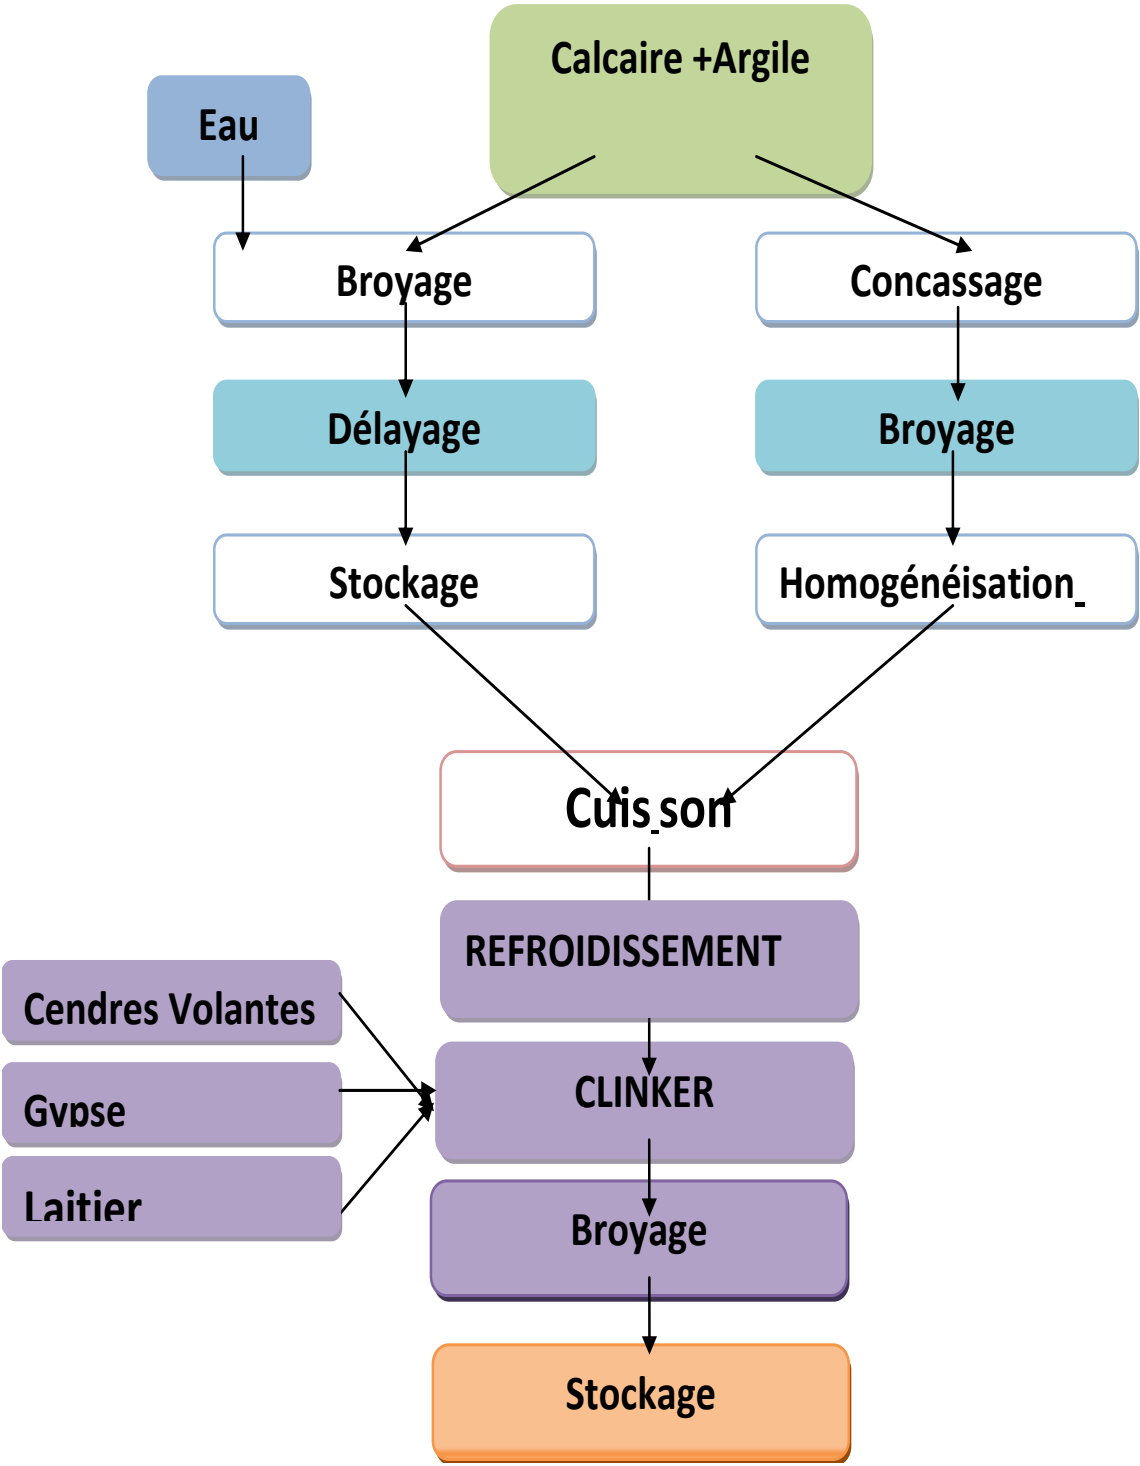 Calcaire +Argile
Eau
Broyage
Concassage
Délayage
Broyage
Stockage
Homogénéisation
Cuis son
REFROIDISSEMENT
Cendres Volantes
Gypse
CLINKER
Laitier
Broyage
Stockage